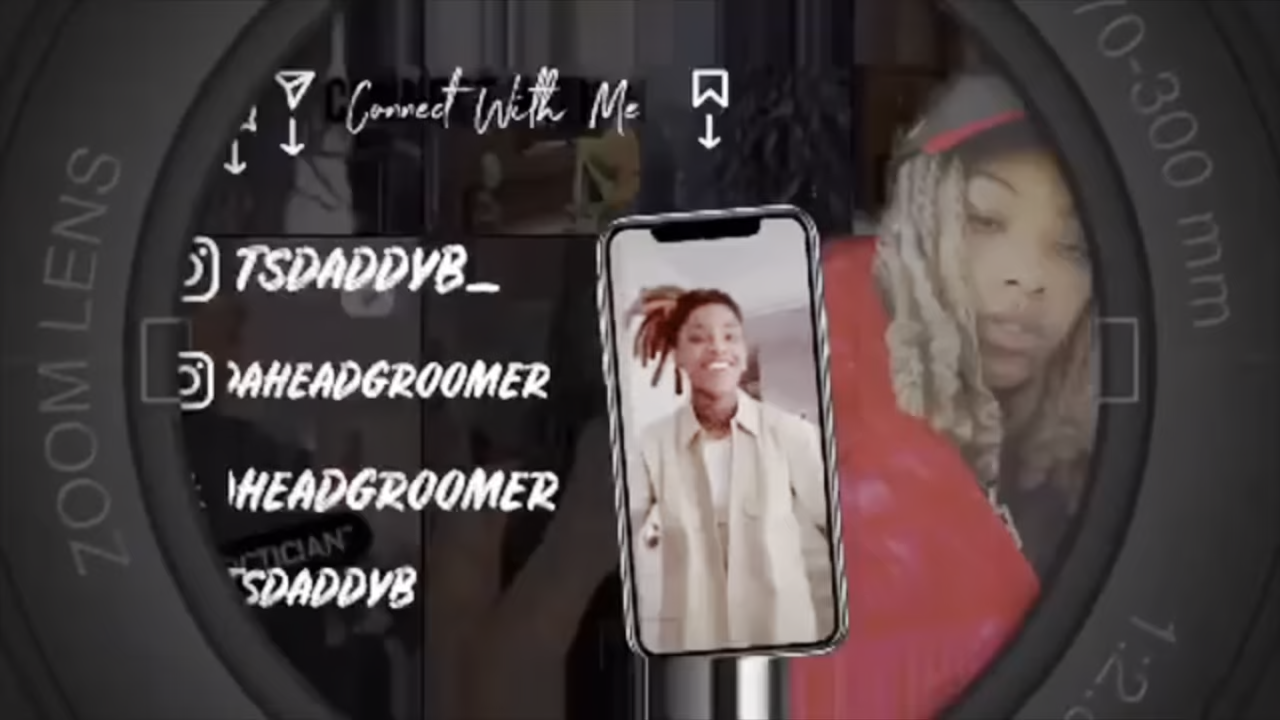 Connect With Me
TSDADDYB_
AHEADGROOMER
HEADGROOMER
TSDADDYB
ZOOM LENS
70-300 mm